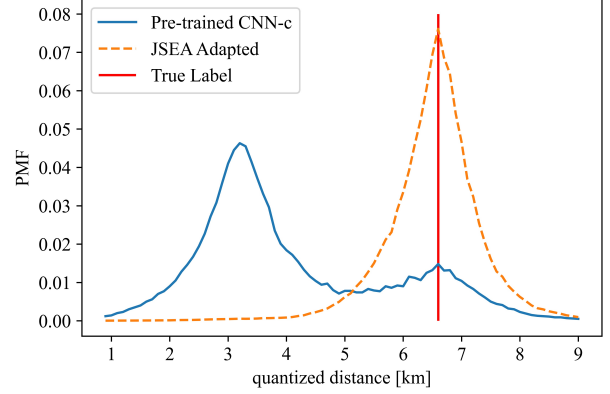 Pre-trained CNN-c
JSEA Adapted
True Label
PMF
0.08
0.07
0.06
0.05
0.04
0.03
0.02
0.01
0.00
1 2 3 4 5 6 7 8 9
quantized distance [km]